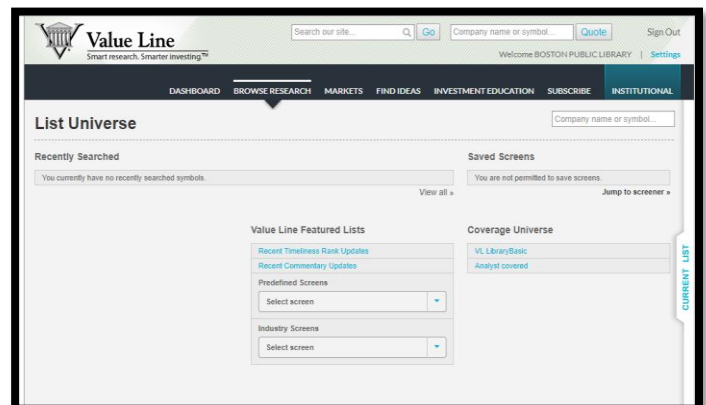 Value Line
Smart research. Smarter investing.™
Search our site...
Go
Company name or symbol...
Quote
Sign Out
Welcome BOSTON PUBLIC LIBRARY | Settings
DASHBOARD BROWSE RESEARCH MARKETS FIND IDEAS INVESTMENT EDUCATION SUBSCRIBE INSTITUTIONAL
List Universe
Company name or symbol...
Recently Searched
You currently have no recently searched symbols.
View all »
Saved Screens
You are not permitted to save screens.
Jump to screener »
Value Line Featured Lists
Recent Timeliness Rank Updates
Recent Commentary Updates
Predefined Screens
Select screen
Industry Screens
Select screen
Coverage Universe
VL LibraryBasic
Analyst covered
CURRENT LIST